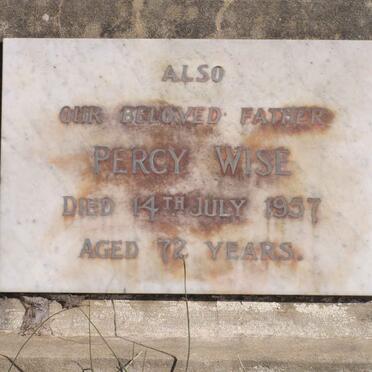 ALSO
OUR BELOVED FATHER
PERCY WISE
DIED 14TH JULY 1957
AGED 72 YEARS.